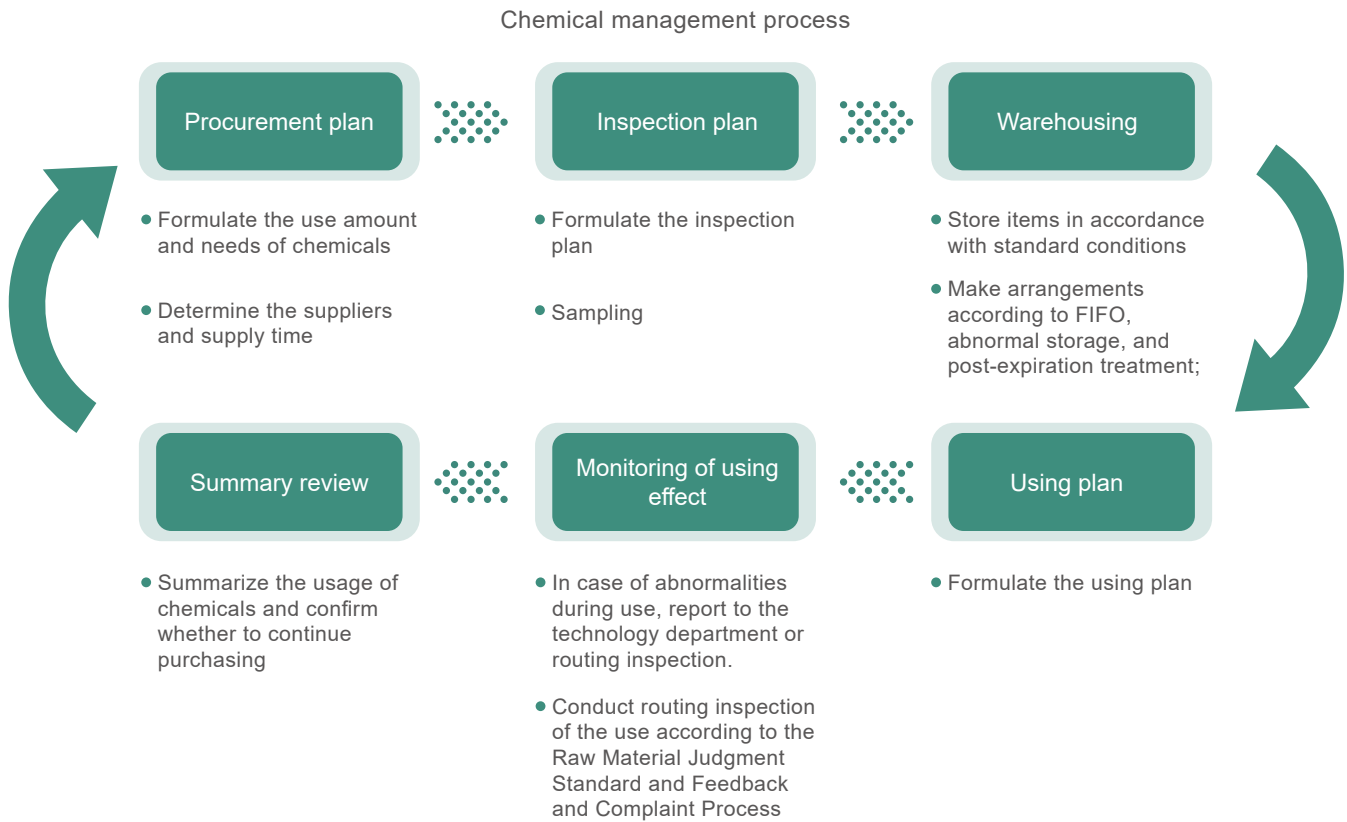 Chemical management process
Procurement plan
Formulate the use amount
and needs of chemicals
Determine the suppliers
and supply time
Inspection plan
Formulate the inspection
plan
Sampling
Warehousing
Store items in accordance
with standard conditions
Make arrangements
according to FIFO,
abnormal storage, and
post-expiration treatment;
Using plan
Formulate the using plan
Monitoring of using
effect
In case of abnormalities
during use, report to the
technology department or
routing inspection.
Conduct routing inspection
of the use according to the
Raw Material Judgment
Standard and Feedback
and Complaint Process
Summary review
Summarize the usage of
chemicals and confirm
whether to continue
purchasing